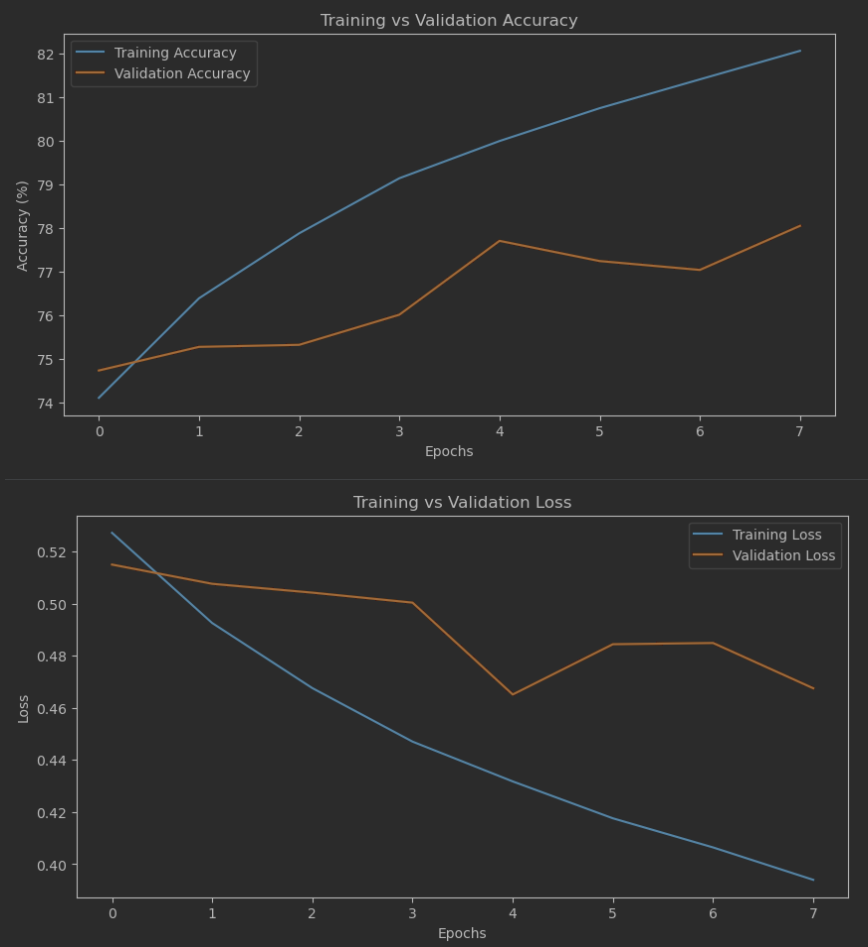 Training vs Validation Accuracy
Training Accuracy
Validation Accuracy
82
81
80
79
78
77
76
75
74
Accuracy (%)
0 1 2 3 4 5 6 7
Epochs
Training vs Validation Loss
Training Loss
Validation Loss
0.52
0.50
0.48
0.46
0.44
0.42
0.40
Loss
0 1 2 3 4 5 6 7
Epochs